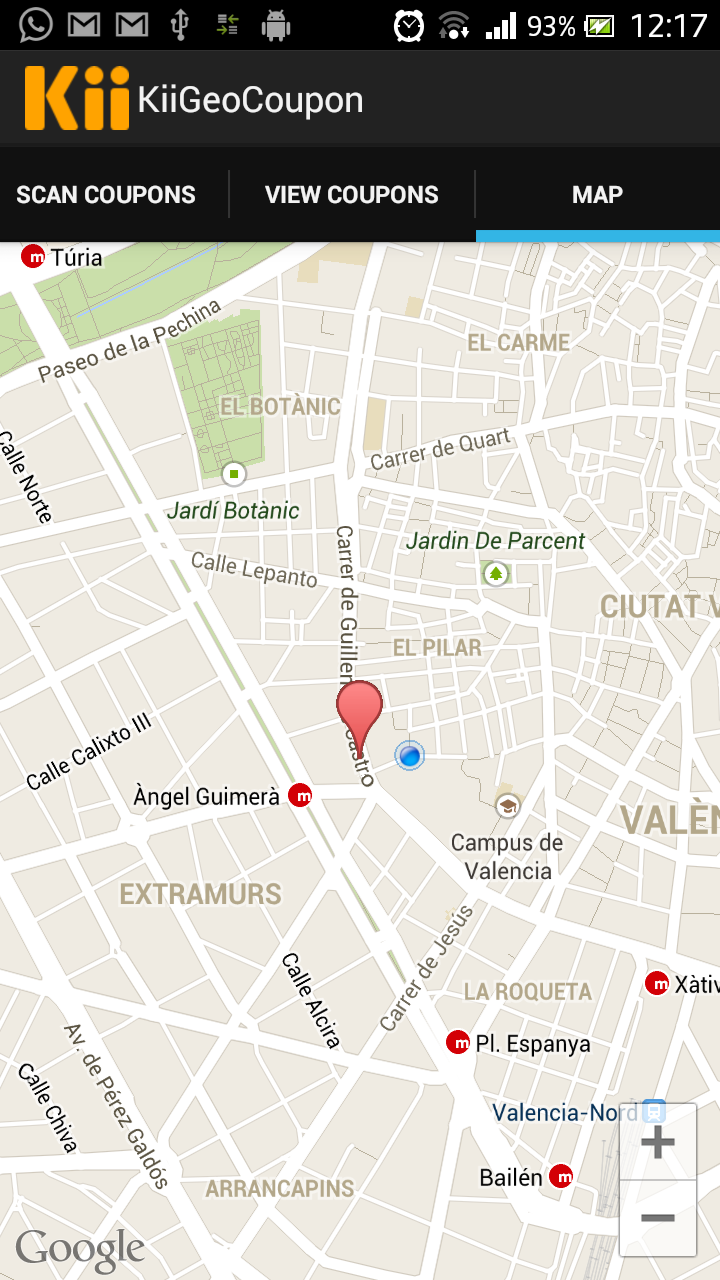 93% 12:17
Kii KiiGeoCoupon
SCAN COUPONS VIEW COUPONS MAP
m Túria
Paseo de la Pechina
EL CARME
EL BOTÀNIC
Carrer de Quart
Calle Norte
Jardí Botànic
Jardin De Parcent
Calle Lepanto
CIUTAT V
Carrer de Guillem
EL PILAR
Castro
Calle Calixto III
Àngel Guimerà m
VALÈN
Campus de
Valencia
EXTRAMURS
Carrer de Jesús
Calle Alcira
m Xàtiv
LA ROQUETA
Av. de Pérez Galdós
m Pl. Espanya
Calle Chiva
Valencia-Nord
+
Bailén m
ARRANCAPINS
−
Google